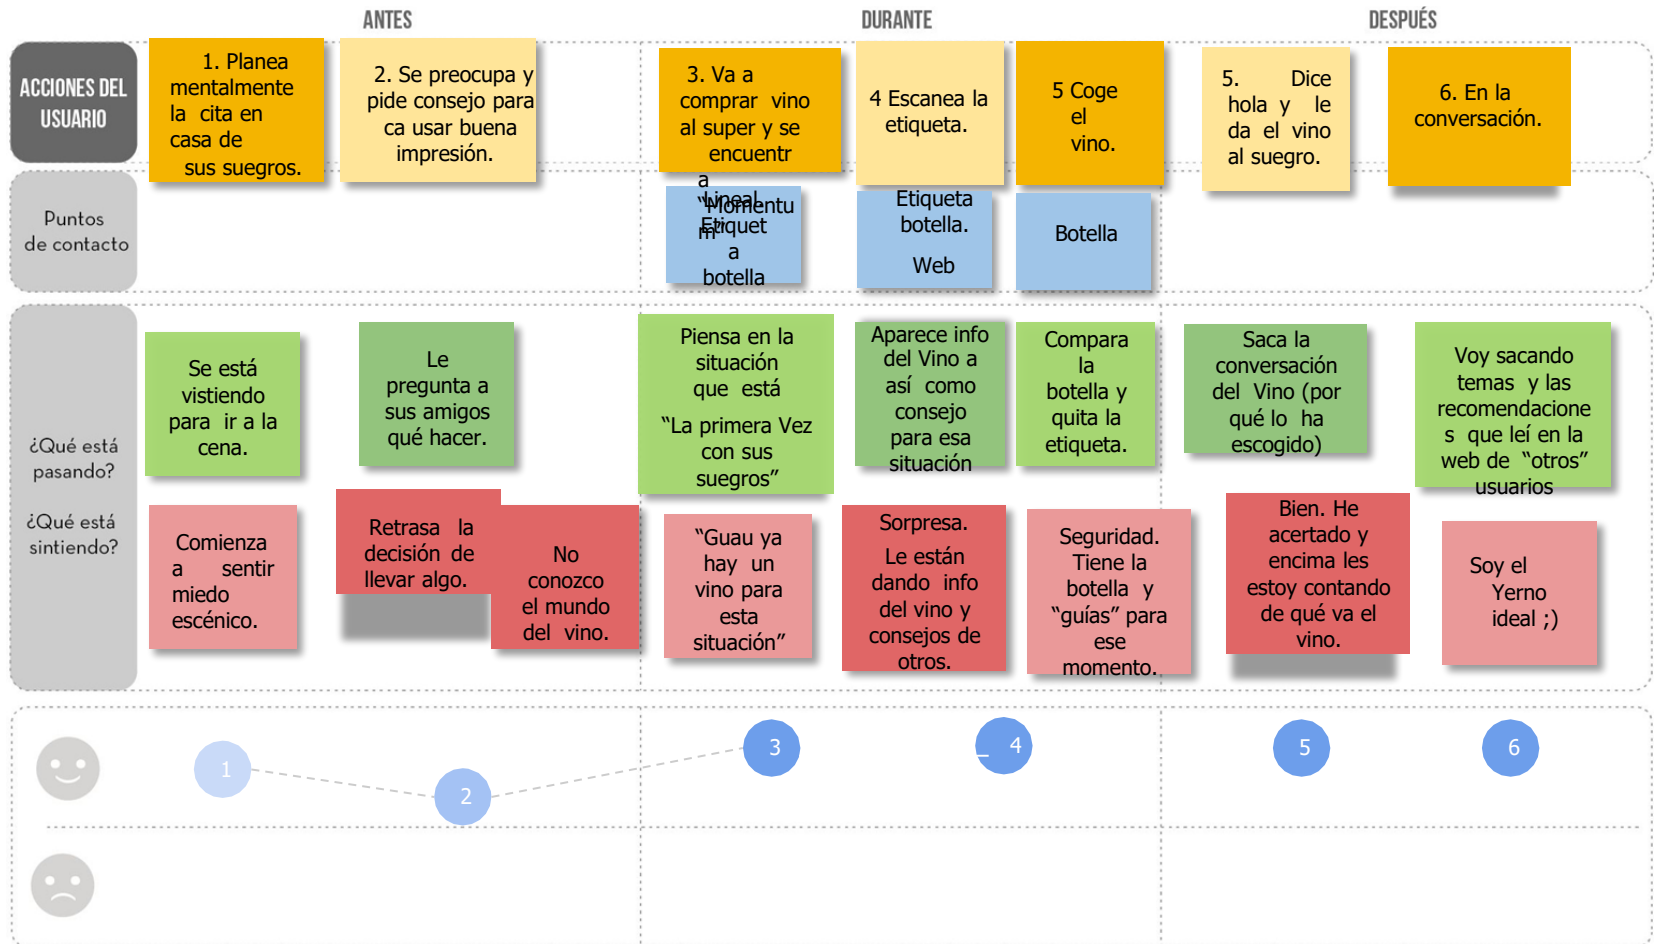 ANTES
DURANTE
DESPUÉS
ACCIONES DEL
USUARIO
1. Planea
mentalmente
la cita en
casa de
sus suegros.
2. Se preocupa y
pide consejo para
ca usar buena
impresión.
3. Va a
comprar vino
al super y se
encuentr
a
“Momentu
m”
4 Escanea la
etiqueta.
5 Coge
el
vino.
5. Dice
hola y le
da el vino
al suegro.
6. En la
conversación.
Puntos
de contacto
Lineal.
Etiquet
a
botella
Etiqueta
botella.
Web
Botella
¿Qué está
pasando?
¿Qué está
sintiendo?
Se está
vistiendo
para ir a la
cena.
Le
pregunta a
sus amigos
qué hacer.
Piensa en la
situación
que está
“La primera Vez
con sus
suegros”
Aparece info
del Vino a
así como
consejo
para esa
situación
Compara
la
botella y
quita la
etiqueta.
Saca la
conversación
del Vino (por
qué lo ha
escogido)
Voy sacando
temas y las
recomendacione
s que leí en la
web de “otros”
usuarios
Comienza
a sentir
miedo
escénico.
Retrasa la
decisión de
llevar algo.
No
conozco
el mundo
del vino.
“Guau ya
hay un
vino para
esta
situación”
Sorpresa.
Le están
dando info
del vino y
consejos de
otros.
Seguridad.
Tiene la
botella y
“guías” para
ese
momento.
Bien. He
acertado y
encima les
estoy contando
de qué va el
vino.
Soy el
Yerno
ideal ;)
1
2
3
_ 4
5
6